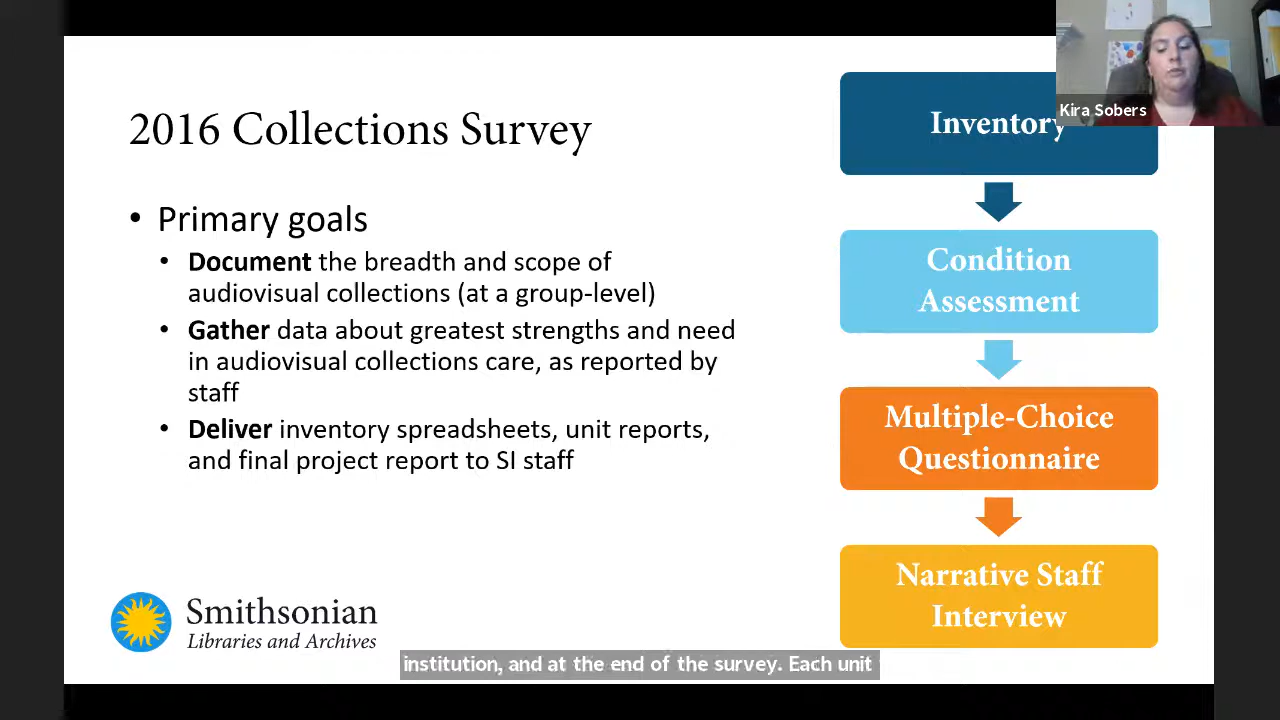 2016 Collections Survey
• Primary goals
• Document the breadth and scope of
audiovisual collections (at a group-level)
• Gather data about greatest strengths and need
in audiovisual collections care, as reported by
staff
• Deliver inventory spreadsheets, unit reports,
and final project report to SI staff
Inventory
Condition
Assessment
Multiple-Choice
Questionnaire
Narrative Staff
Interview
Kira Sobers
Smithsonian
Libraries and Archives
institution, and at the end of the survey. Each unit